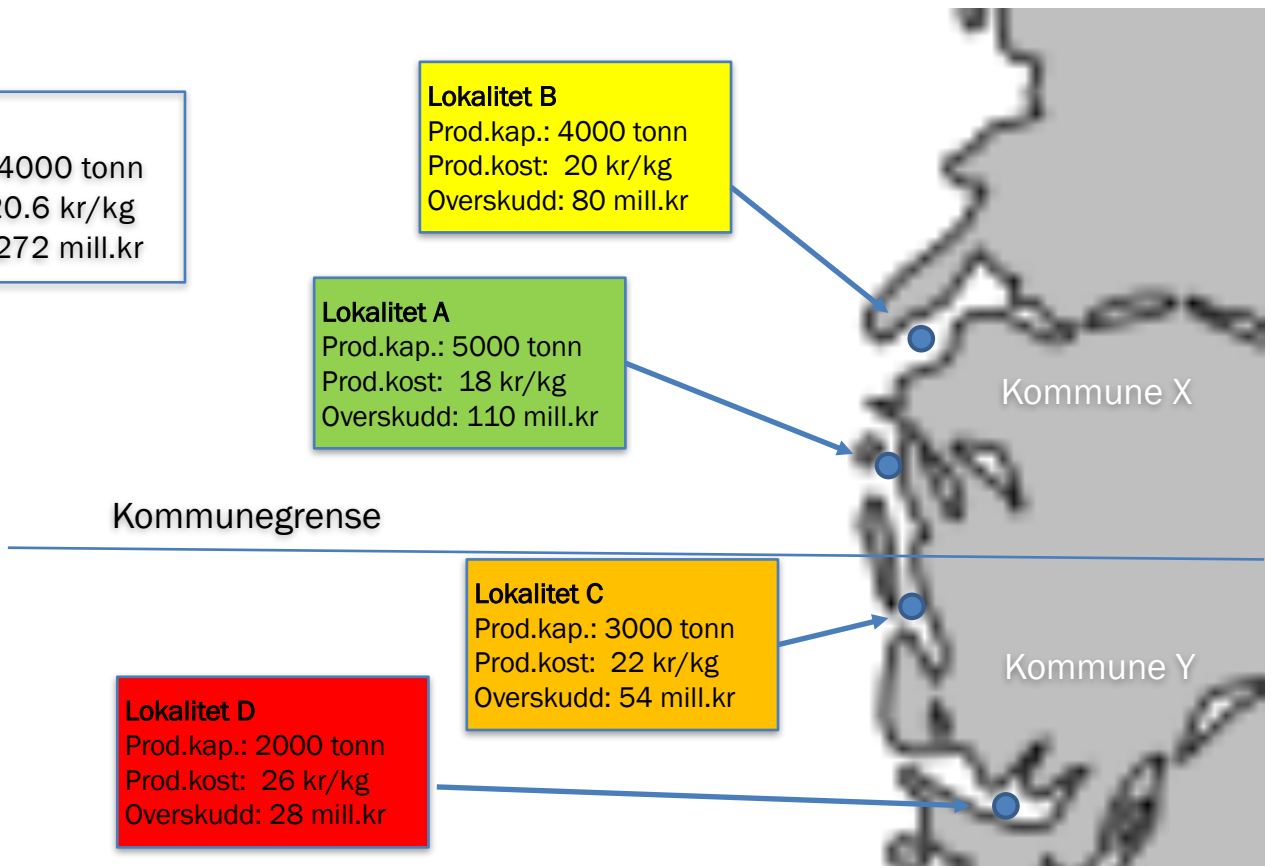 4000 tonn
20.6 kr/kg
272 mill.kr
Lokalitet B
Prod.kap.: 4000 tonn
Prod.kost: 20 kr/kg
Overskudd: 80 mill.kr
Lokalitet A
Prod.kap.: 5000 tonn
Prod.kost: 18 kr/kg
Overskudd: 110 mill.kr
Kommune X
Kommunegrense
Lokalitet C
Prod.kap.: 3000 tonn
Prod.kost: 22 kr/kg
Overskudd: 54 mill.kr
Kommune Y
Lokalitet D
Prod.kap.: 2000 tonn
Prod.kost: 26 kr/kg
Overskudd: 28 mill.kr